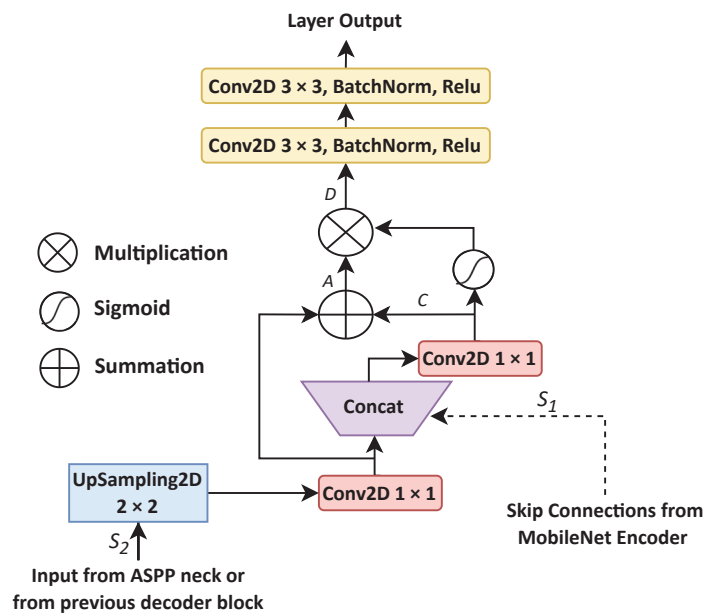 Layer Output
Conv2D 3 × 3, BatchNorm, Relu
Conv2D 3 × 3, BatchNorm, Relu
D
Multiplication
A
C
Sigmoid
Summation
Conv2D 1 × 1
Concat
S1
UpSampling2D
2 × 2
Conv2D 1 × 1
S2
Skip Connections from
MobileNet Encoder
Input from ASPP neck or
from previous decoder block